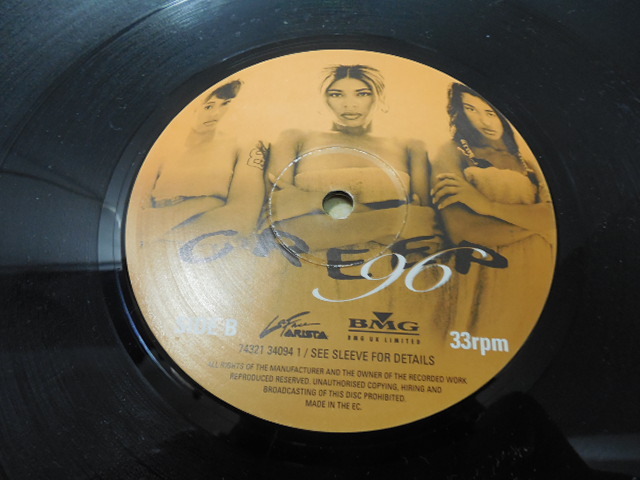 CREEP
96
SIDE B
LaFace
ARISTA
BMG
BMG UK LIMITED
33rpm
74321 34094 1 / SEE SLEEVE FOR DETAILS
ALL RIGHTS OF THE MANUFACTURER AND THE OWNER OF THE RECORDED WORK
REPRODUCED RESERVED. UNAUTHORISED COPYING, HIRING AND
BROADCASTING OF THIS DISC PROHIBITED.
MADE IN THE EC.